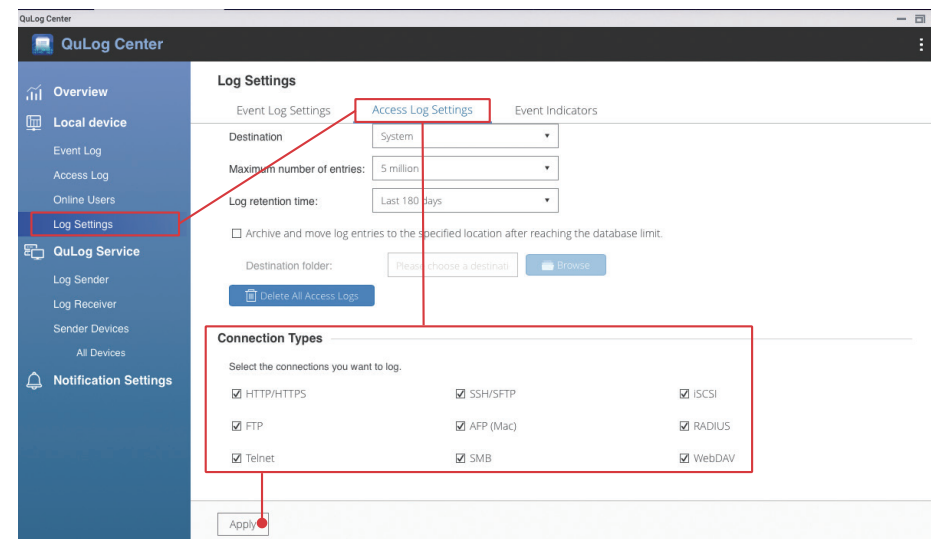 QuLog Center
QuLog Center
Overview
Local device
Event Log
Access Log
Online Users
Log Settings
QuLog Service
Log Sender
Log Receiver
Sender Devices
All Devices
Notification Settings
Log Settings
Event Log Settings Access Log Settings Event Indicators
Destination System
Maximum number of entries: 5 million
Log retention time: Last 180 days
Archive and move log entries to the specified location after reaching the database limit.
Destination folder: Please choose a destinati Browse
Delete All Access Logs
Connection Types
Select the connections you want to log.
HTTP/HTTPS SSH/SFTP iSCSI
FTP AFP (Mac) RADIUS
Telnet SMB WebDAV
Apply